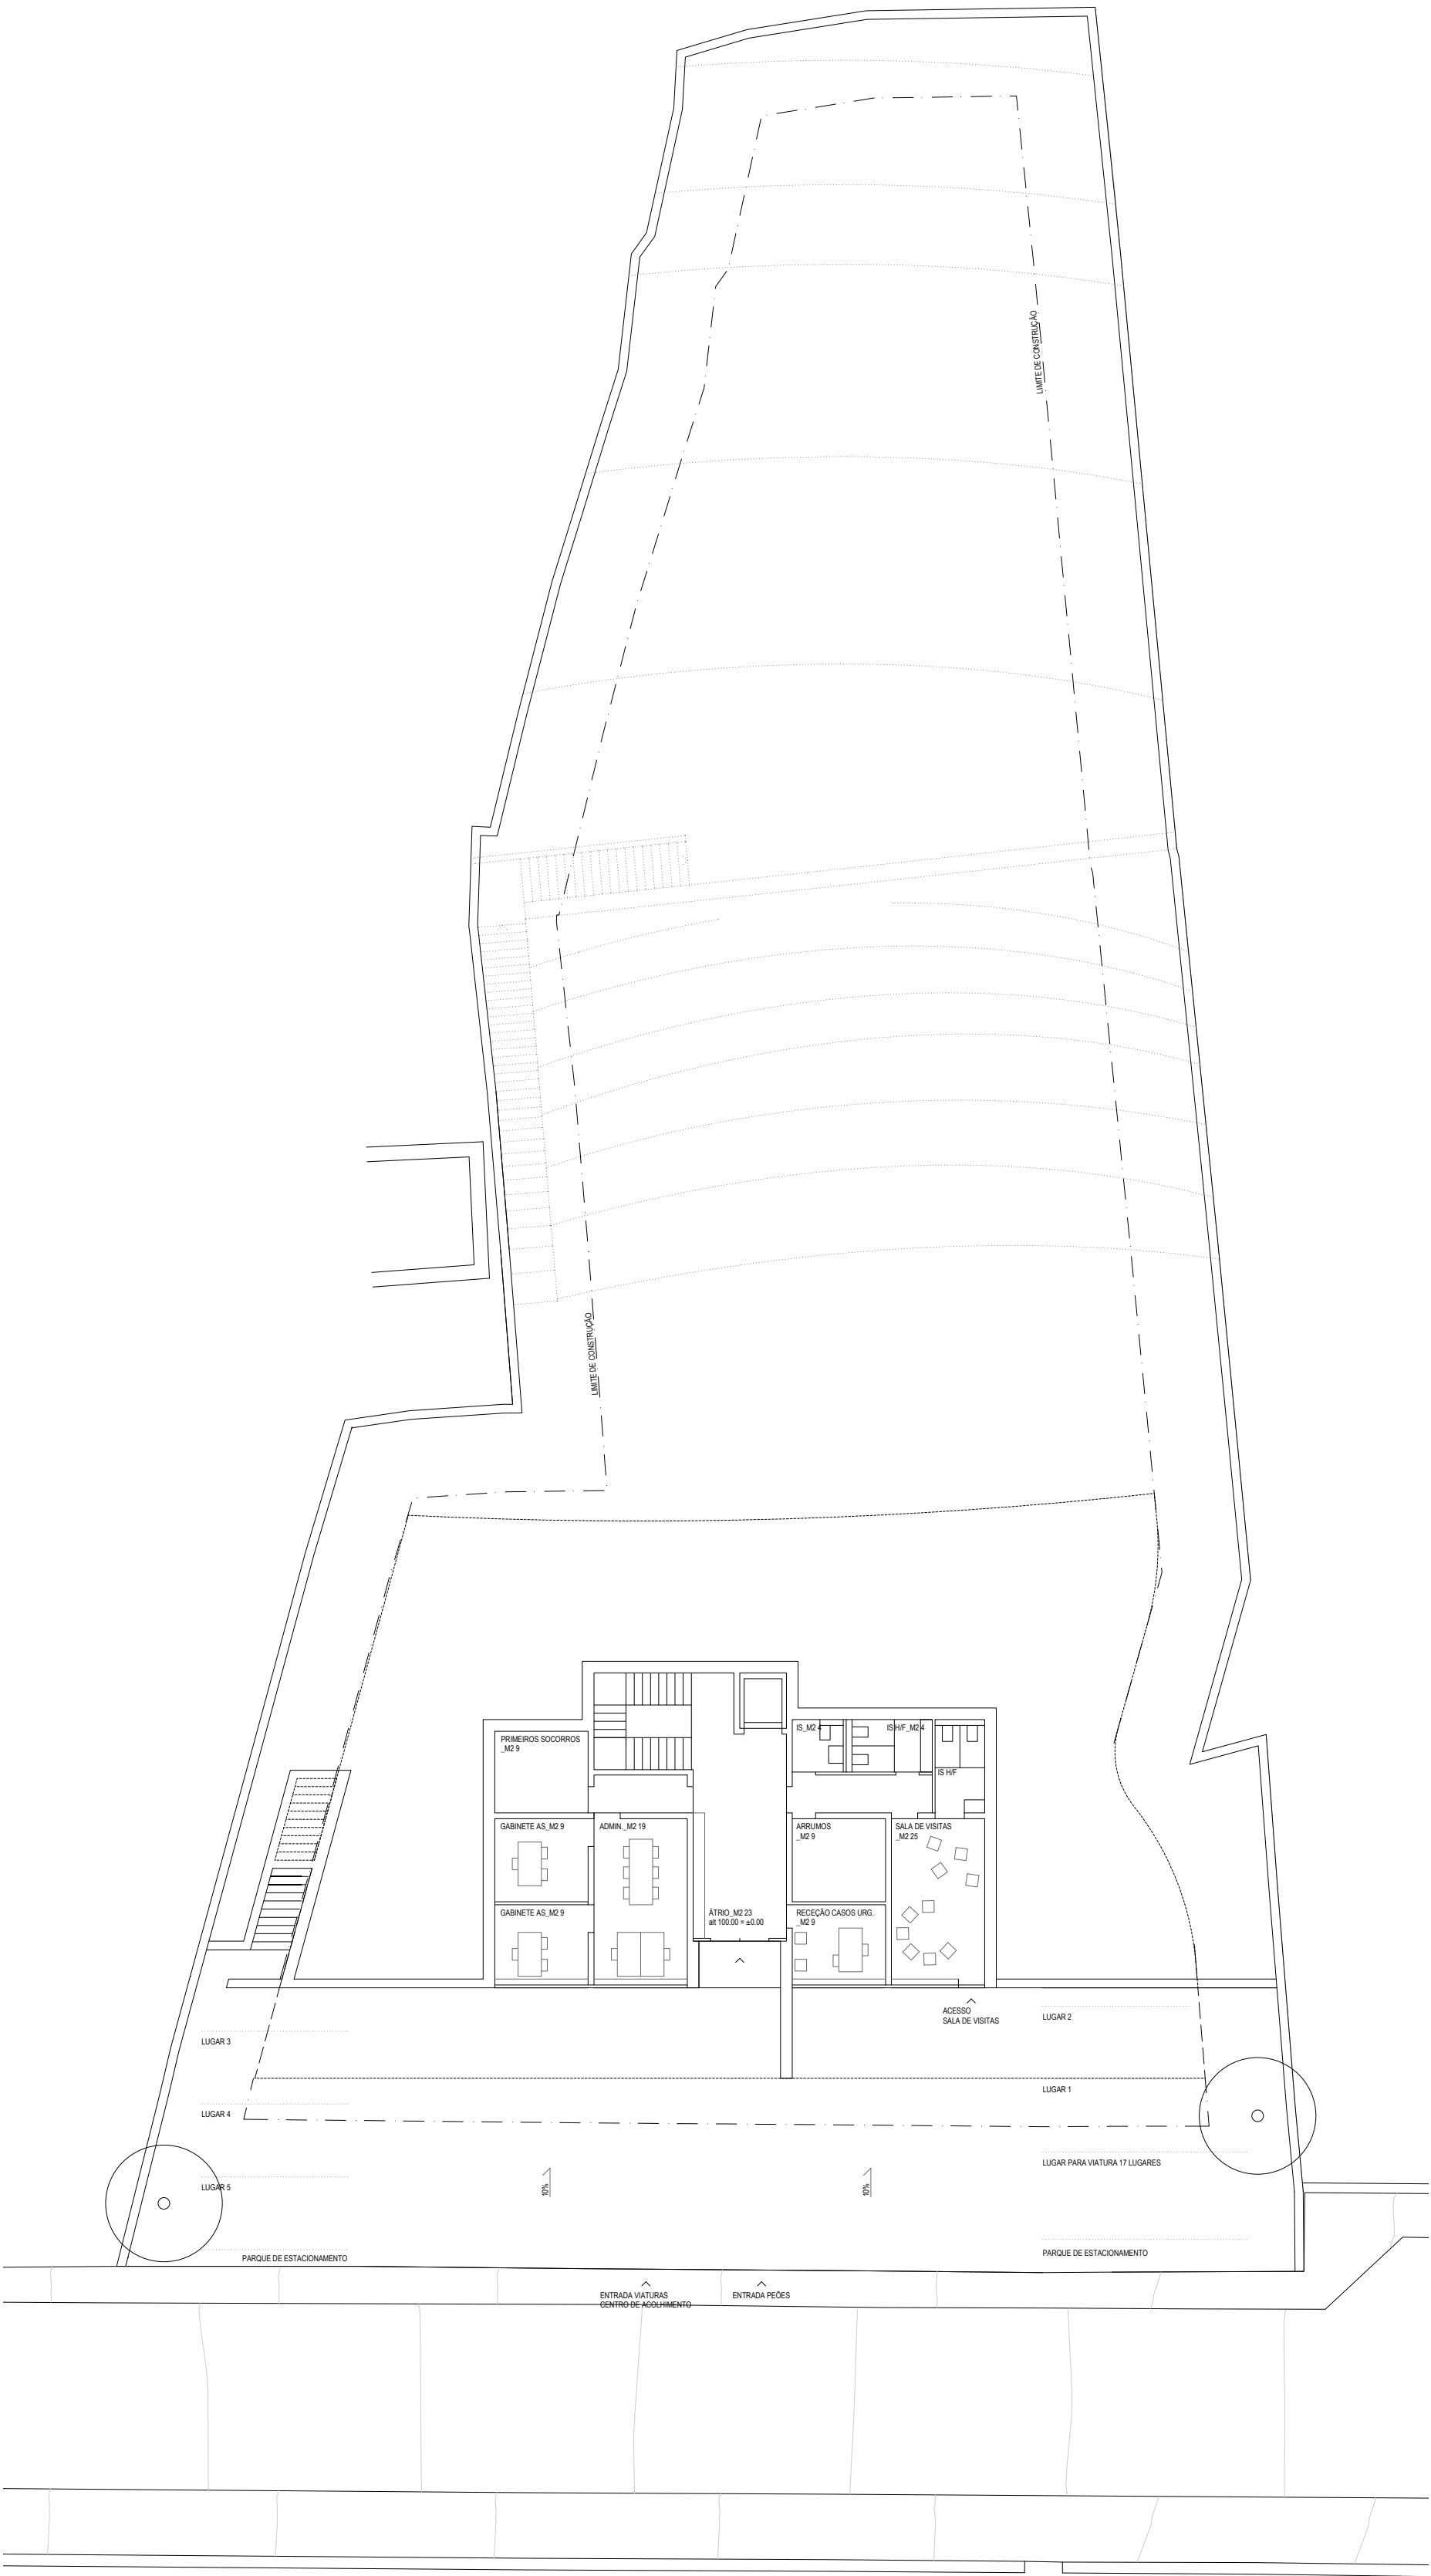 LIMITE DE CONSTRUÇÃO
LIMITE DE CONSTRUÇÃO
PRIMEIROS SOCORROS
_M2 9
IS_M2 4
IS H/F_M2 4
IS H/F
GABINETE AS_M2 9
ADMIN._M2 19
ARRUMOS
_M2 9
SALA DE VISITAS
_M2 25
GABINETE AS_M2 9
ÁTRIO_M2 23
alt 100.00 = ±0.00
RECEÇÃO CASOS URG.
_M2 9
ACESSO
SALA DE VISITAS
LUGAR 2
LUGAR 3
LUGAR 1
LUGAR 4
LUGAR PARA VIATURA 17 LUGARES
LUGAR 5
10%
10%
PARQUE DE ESTACIONAMENTO
PARQUE DE ESTACIONAMENTO
ENTRADA VIATURAS
CENTRO DE ACOLHIMENTO
ENTRADA PEÕES